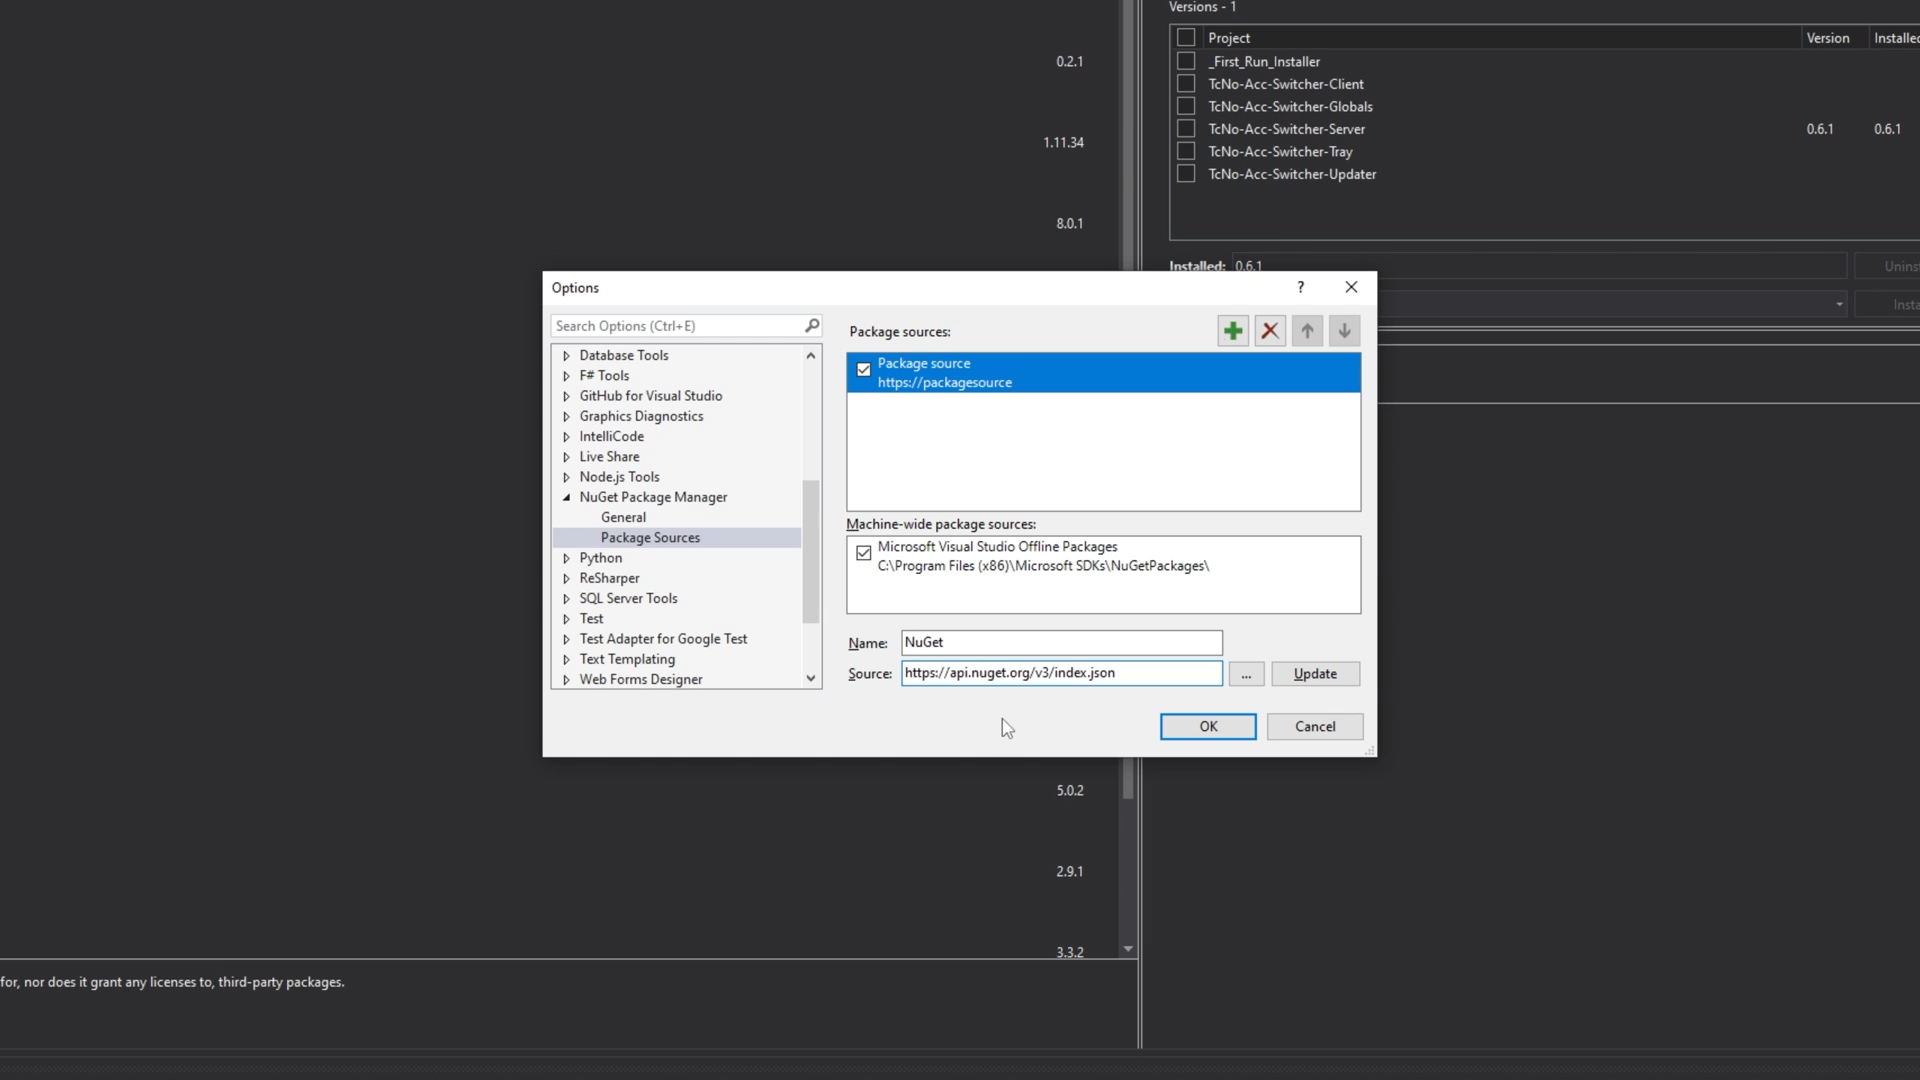 Versions - 1
Project Version Installed
_First_Run_Installer
TcNo-Acc-Switcher-Client
TcNo-Acc-Switcher-Globals
TcNo-Acc-Switcher-Server 0.6.1 0.6.1
TcNo-Acc-Switcher-Tray
TcNo-Acc-Switcher-Updater
Installed: 0.6.1 Unins
Insta
0.2.1
1.11.34
8.0.1
Options ?
Search Options (Ctrl+E)
Database Tools
F# Tools
GitHub for Visual Studio
Graphics Diagnostics
IntelliCode
Live Share
Node.js Tools
NuGet Package Manager
General
Package Sources
Python
ReSharper
SQL Server Tools
Test
Test Adapter for Google Test
Text Templating
Web Forms Designer
Package sources:
Package source
https://packagesource
Machine-wide package sources:
Microsoft Visual Studio Offline Packages
C:\Program Files (x86)\Microsoft SDKs\NuGetPackages\
Name: NuGet
Source: https://api.nuget.org/v3/index.json ... Update
OK Cancel
5.0.2
2.9.1
3.3.2
for, nor does it grant any licenses to, third-party packages.